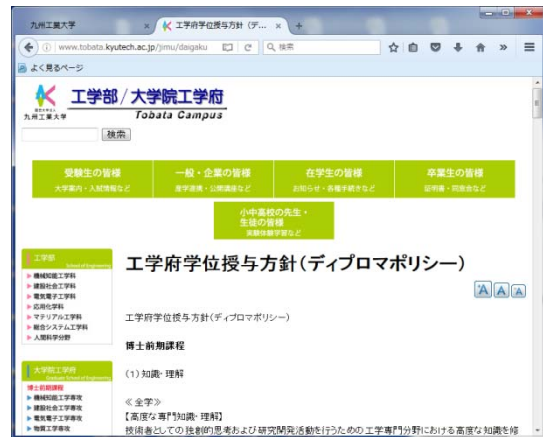 九州工業大学
工学府学位授与方針（デ...
www.tobata.kyutech.ac.jp/jimu/daigaku
検索
よく見るページ
九州工業大学
工学部/大学院工学府
Tobata Campus
検索
受験生の皆様
大学案内・入試情報など
一般・企業の皆様
産学連携・公開講座など
在学生の皆様
お知らせ・各種手続きなど
卒業生の皆様
証明書・同窓会など
小中高校の先生・
生徒の皆様
実験体験学習など
工学部
School of Engineering
機械知能工学科
建設社会工学科
電気電子工学科
応用化学科
マテリアル工学科
総合システム工学科
人間科学分野
大学院工学府
Graduate School of Engineering
博士前期課程
機械知能工学専攻
建設社会工学専攻
電気電子工学専攻
物質工学専攻
工学府学位授与方針(ディプロマポリシー)
A A A
工学府学位授与方針(ディプロマポリシー)
博士前期課程
(1)知識・理解
≪全学≫
【高度な専門知識・理解】
技術者としての独創的思考および研究開発活動を行うための工学専門分野における高度な知識を修